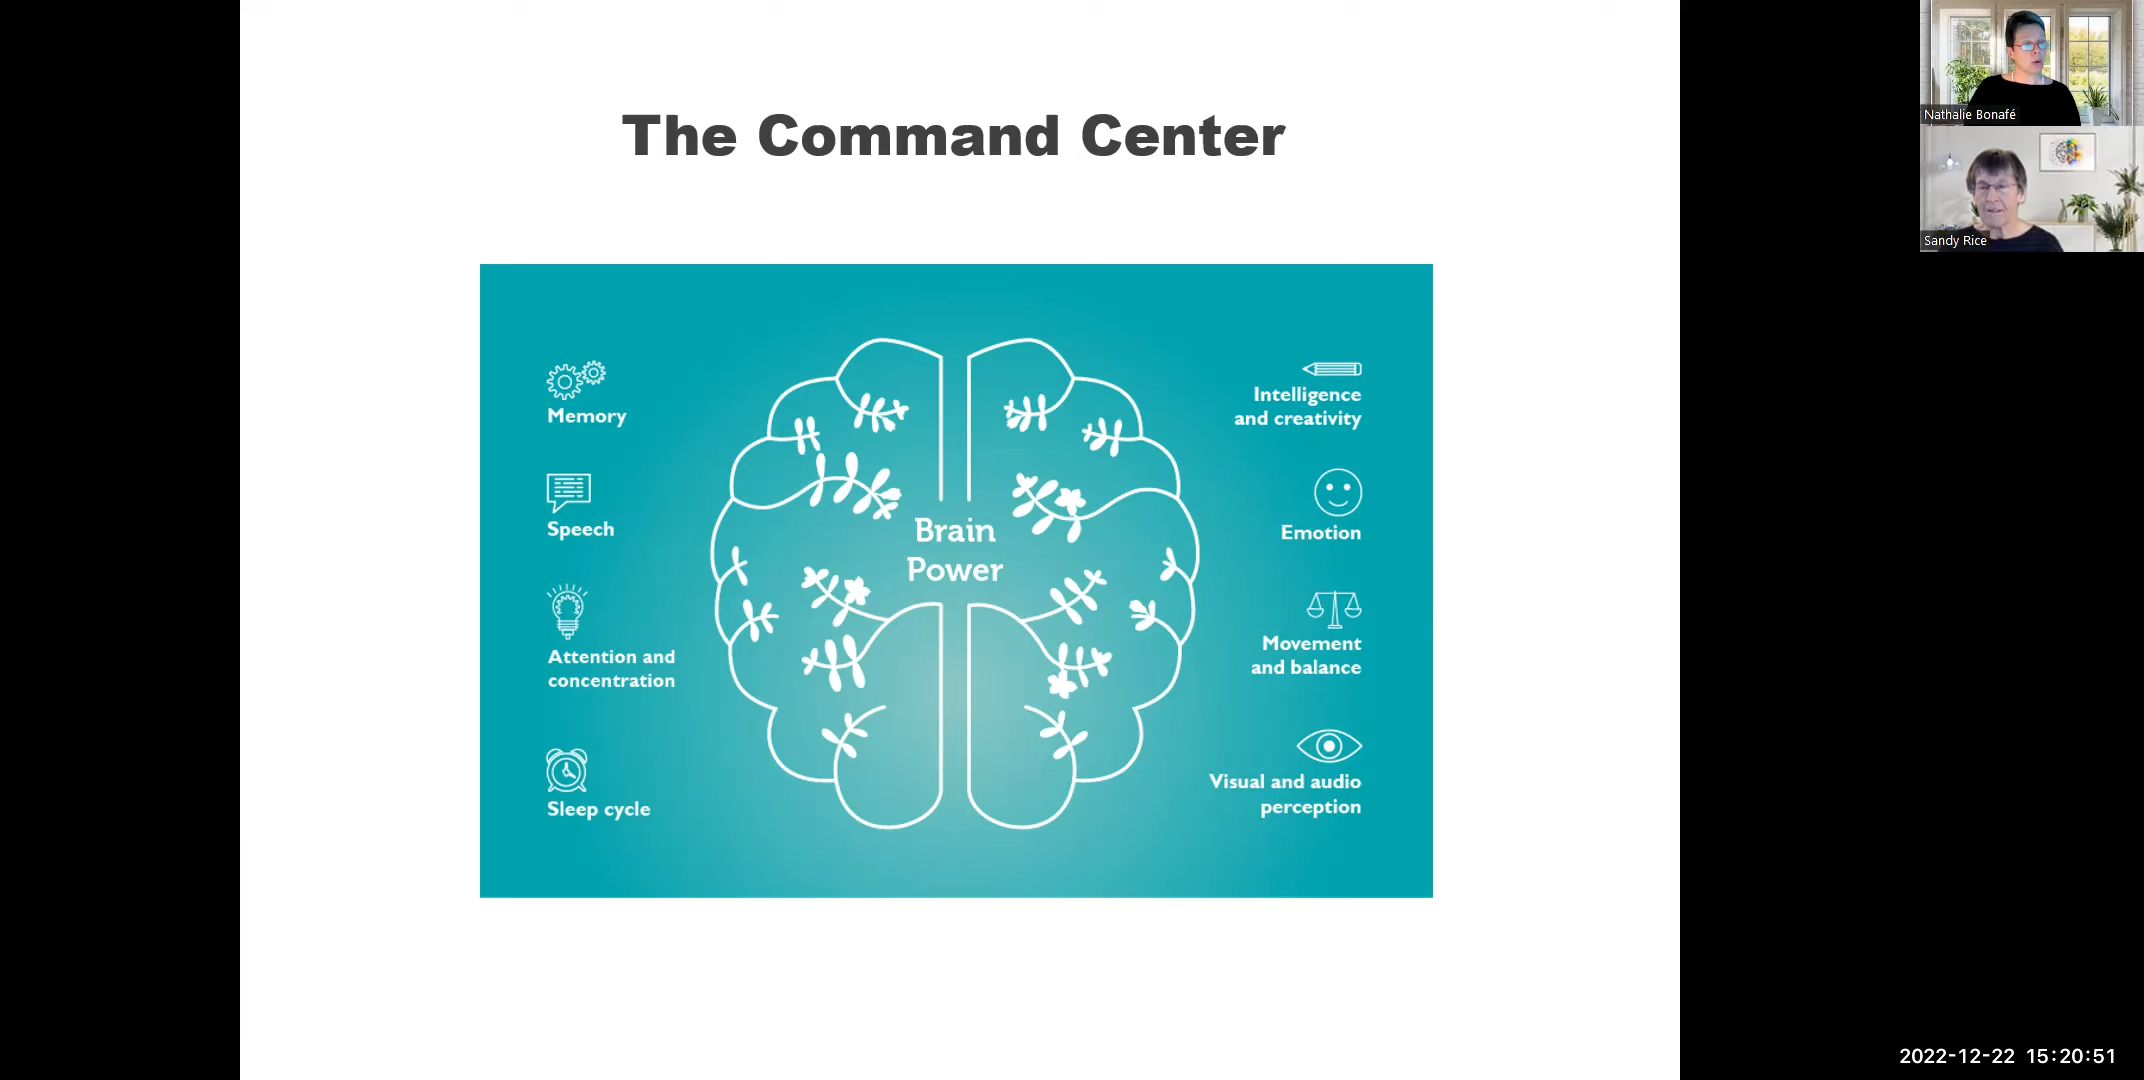 The Command Center
Memory
Speech
Attention and
concentration
Sleep cycle
Brain
Power
Intelligence
and creativity
Emotion
Movement
and balance
Visual and audio
perception
Nathalie Bonafé
Sandy Rice
2022-12-22 15:20:51